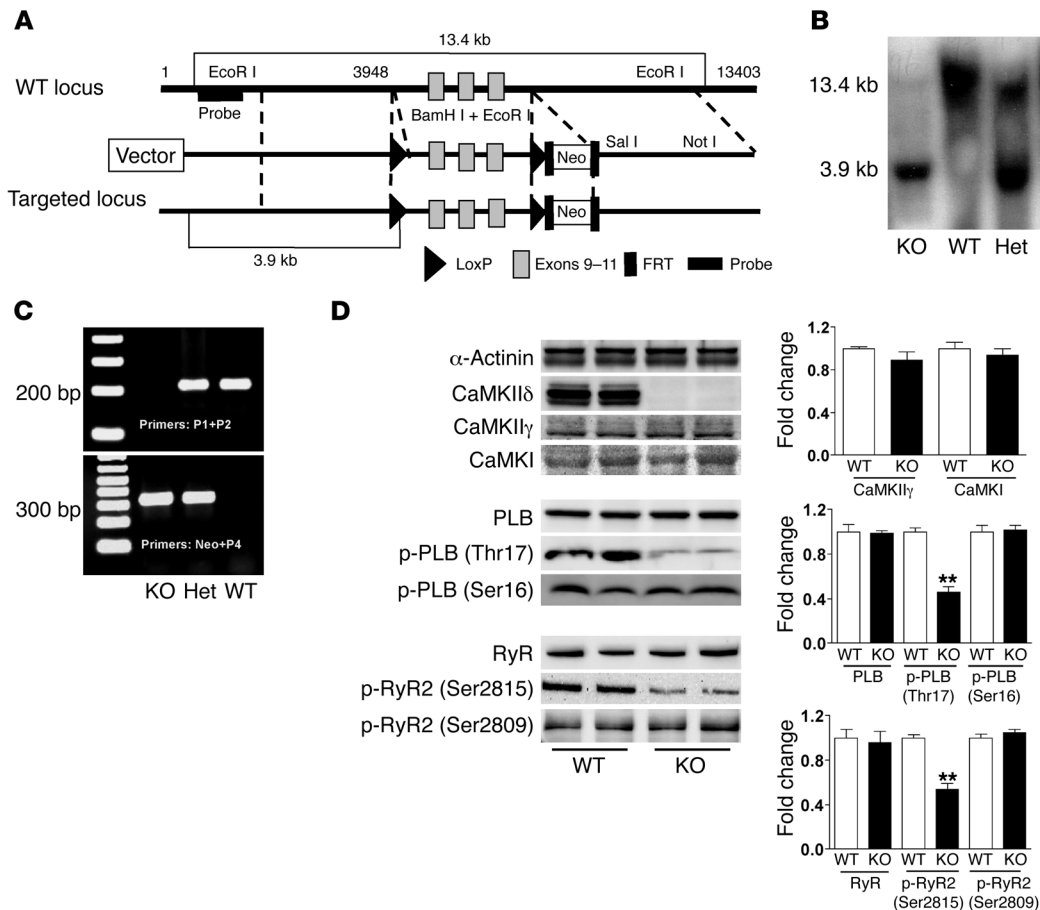 A
13.4 kb
1 EcoR I 3948 EcoR I 13403
WT locus
Probe
BamH I + EcoR I
Vector
Neo
Sal I Not I
Targeted locus
Neo
3.9 kb
LoxP Exons 9–11 FRT Probe
B
13.4 kb
3.9 kb
KO WT Het
C
200 bp
Primers: P1+P2
300 bp
Primers: Neo+P4
KO Het WT
D
α-Actinin
CaMKIIδ
CaMKIIγ
CaMKI
PLB
p-PLB (Thr17)
p-PLB (Ser16)
RyR
p-RyR2 (Ser2815)
p-RyR2 (Ser2809)
WT KO
Fold change
1.2
0.8
0.4
0.0
WT KO WT KO
CaMKIIγ CaMKI
Fold change
1.2
0.8
0.4
0.0
**
WT KO WT KO WT KO
PLB p-PLB p-PLB
(Thr17) (Ser16)
Fold change
1.2
0.8
0.4
0.0
**
WT KO WT KO WT KO
RyR p-RyR2 p-RyR2
(Ser2815) (Ser2809)